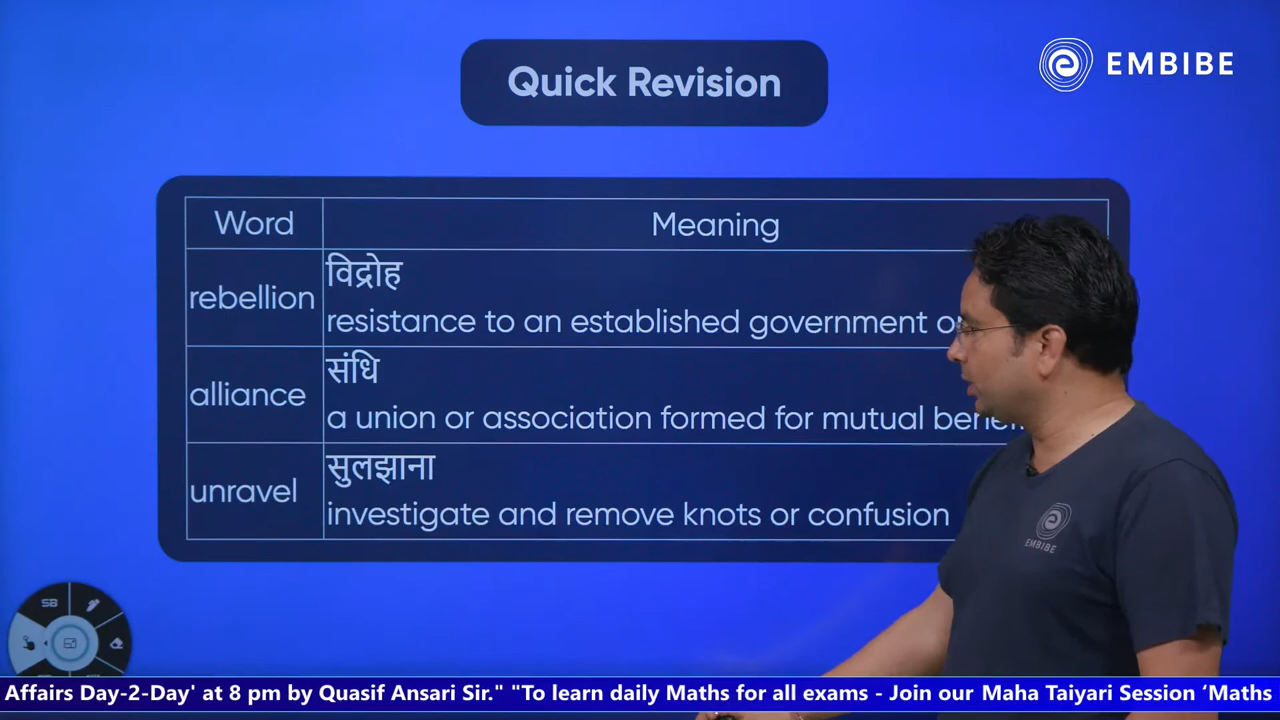 Quick Revision
EMBIBE
Word
Meaning
rebellion
विद्रोह
resistance to an established government
alliance
संधि
a union or association formed for mutual
unravel
सुलझाना
investigate and remove knots or confusion
EMBIBE
SB
Affairs Day-2-Day' at 8 pm by Quasif Ansari Sir." "To learn daily Maths for all exams - Join our Maha Taiyari Session ‘Maths